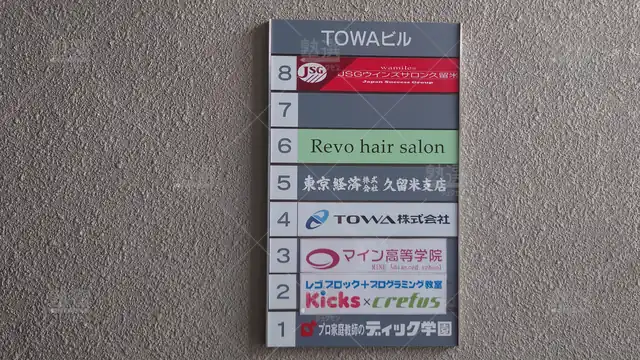 TOWAビル
8 JSG wamiles
JSGウインズサロン久留米
Japan Success Group
7
6 Revo hair salon
5 東京経済株式会社 久留米支店
4 TOWA株式会社
3 マイン高等学院
MINE Advanced school
2 レゴブロック+プログラミング教室
Kicks×crefus
1 プロ家庭教師のディック学園